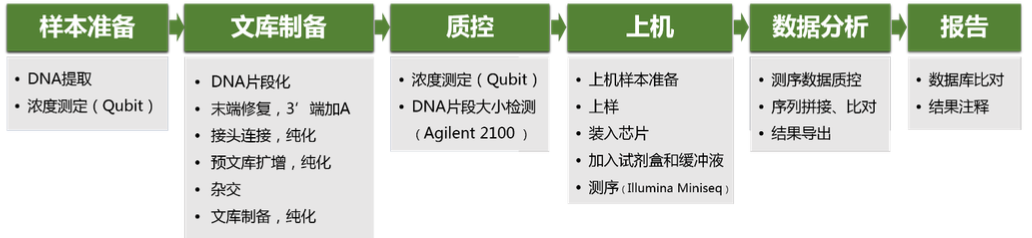 样本准备
• DNA提取
• 浓度测定（Qubit）
文库制备
• DNA片段化
• 末端修复，3’端加A
• 接头连接，纯化
• 预文库扩增，纯化
• 杂交
• 文库制备，纯化
质控
• 浓度测定（Qubit）
• DNA片段大小检测
（Agilent 2100 ）
上机
• 上机样本准备
• 上样
• 装入芯片
• 加入试剂盒和缓冲液
• 测序（Illumina Miniseq）
数据分析
• 测序数据质控
• 序列拼接、比对
• 结果导出
报告
• 数据库比对
• 结果注释